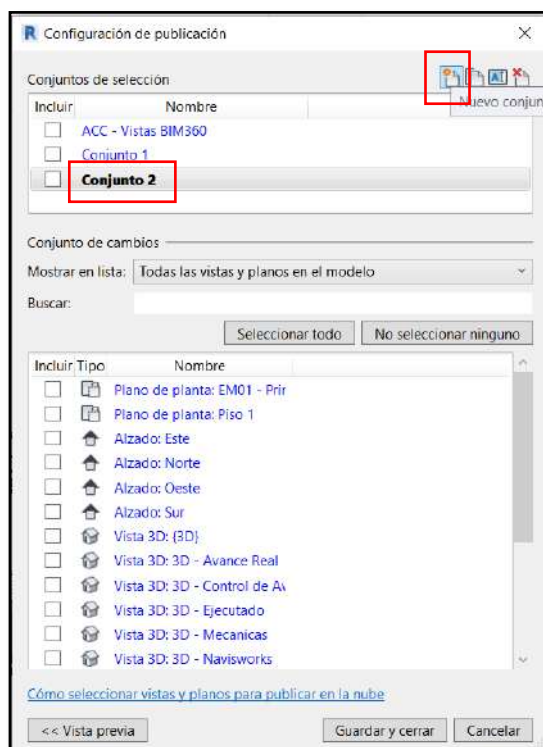 Configuración de publicación
Conjuntos de selección
Nuevo conjun
Incluir Nombre
ACC - Vistas BIM360
Conjunto 1
Conjunto 2
Conjunto de cambios
Mostrar en lista: Todas las vistas y planos en el modelo
Buscar:
Seleccionar todo No seleccionar ninguno
Incluir Tipo Nombre
Plano de planta: EM01 - Prir
Plano de planta: Piso 1
Alzado: Este
Alzado: Norte
Alzado: Oeste
Alzado: Sur
Vista 3D: {3D}
Vista 3D: 3D - Avance Real
Vista 3D: 3D - Control de Av
Vista 3D: 3D - Ejecutado
Vista 3D: 3D - Mecanicas
Vista 3D: 3D - Navisworks
Cómo seleccionar vistas y planos para publicar en la nube
<< Vista previa Guardar y cerrar Cancelar